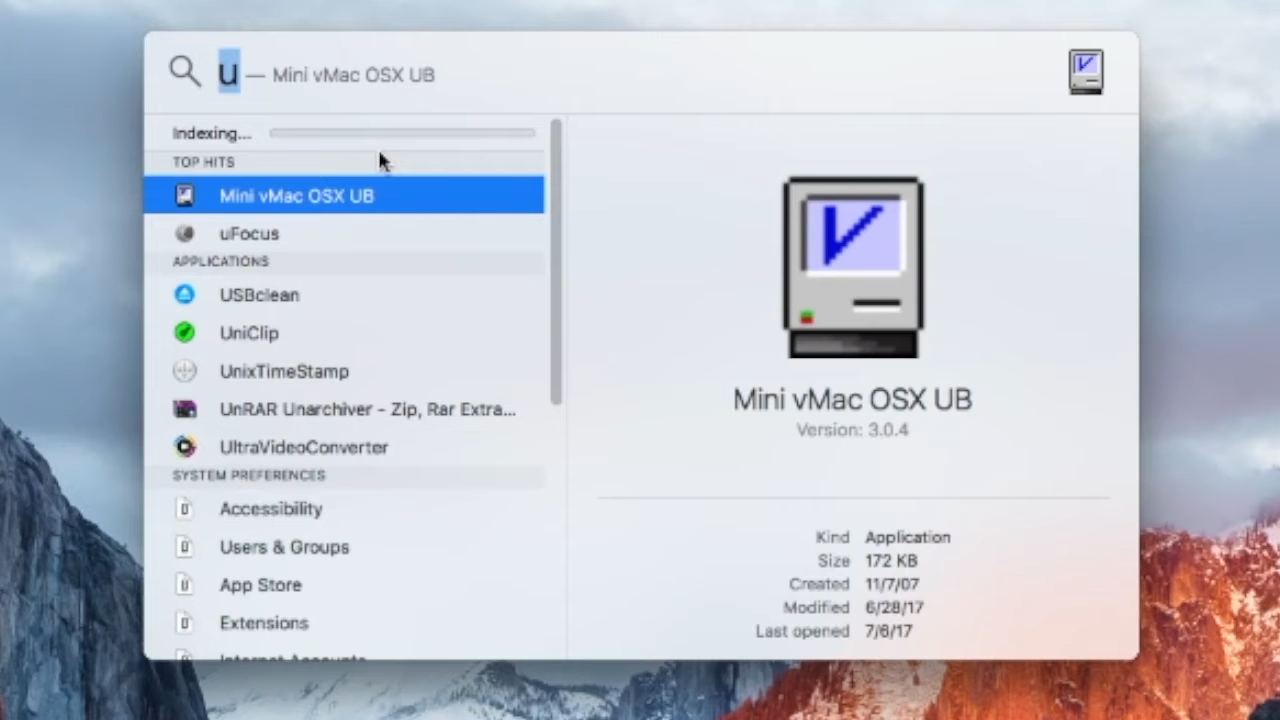 u — Mini vMac OSX UB
Indexing...
TOP HITS
Mini vMac OSX UB
uFocus
APPLICATIONS
USBclean
UniClip
UnixTimeStamp
UnRAR Unarchiver - Zip, Rar Extra...
UltraVideoConverter
SYSTEM PREFERENCES
Accessibility
Users & Groups
App Store
Extensions
Internet Accounts
Mini vMac OSX UB
Version: 3.0.4
Kind Application
Size 172 KB
Created 11/7/07
Modified 6/28/17
Last opened 7/6/17